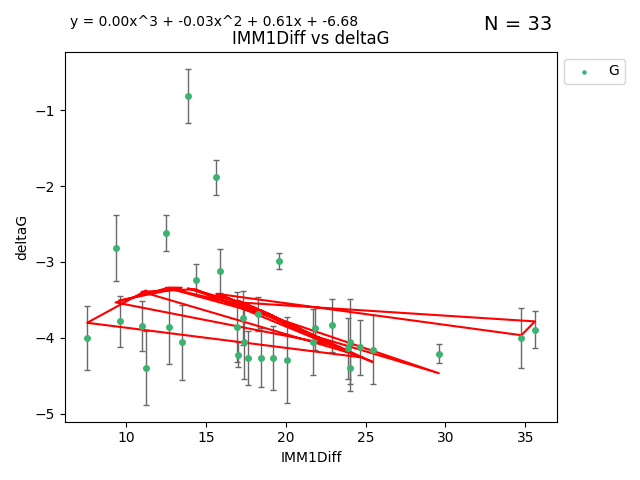 y = 0.00x^3 + -0.03x^2 + 0.61x + -6.68
N = 33
IMM1Diff vs deltaG
G
−1
−2
−3
−4
−5
deltaG
10 15 20 25 30 35
IMM1Diff